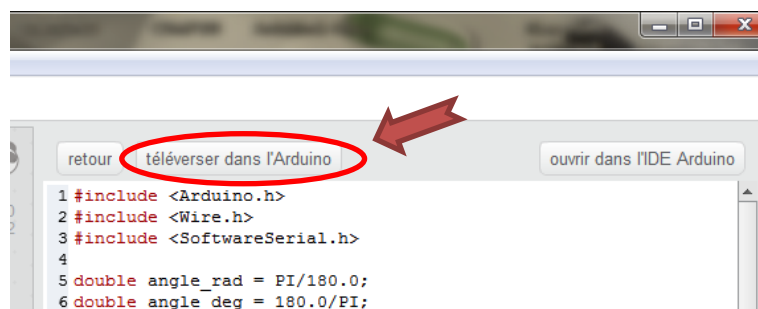 retour téléverser dans l'Arduino ouvrir dans l'IDE Arduino
1 #include <Arduino.h>
2 #include <Wire.h>
3 #include <SoftwareSerial.h>
4
5 double angle_rad = PI/180.0;
6 double angle_deg = 180.0/PI;